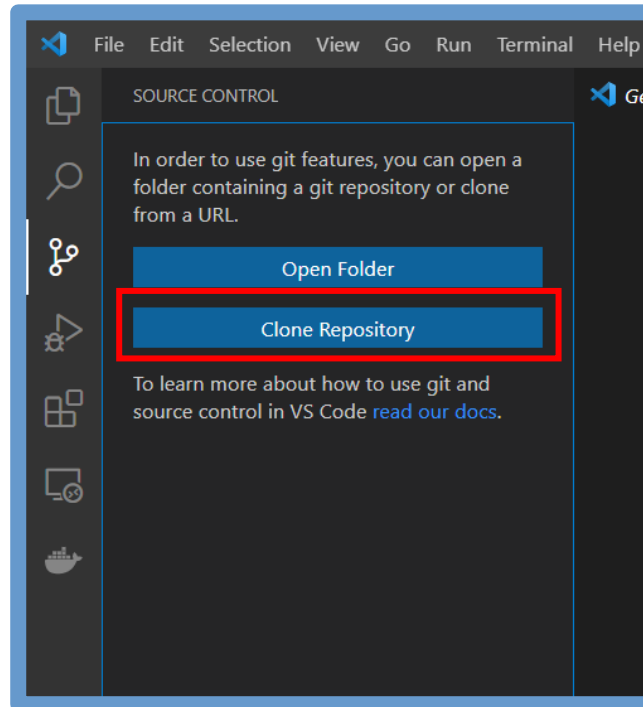 File Edit Selection View Go Run Terminal Help
SOURCE CONTROL
In order to use git features, you can open a
folder containing a git repository or clone
from a URL.
Open Folder
Clone Repository
To learn more about how to use git and
source control in VS Code read our docs.